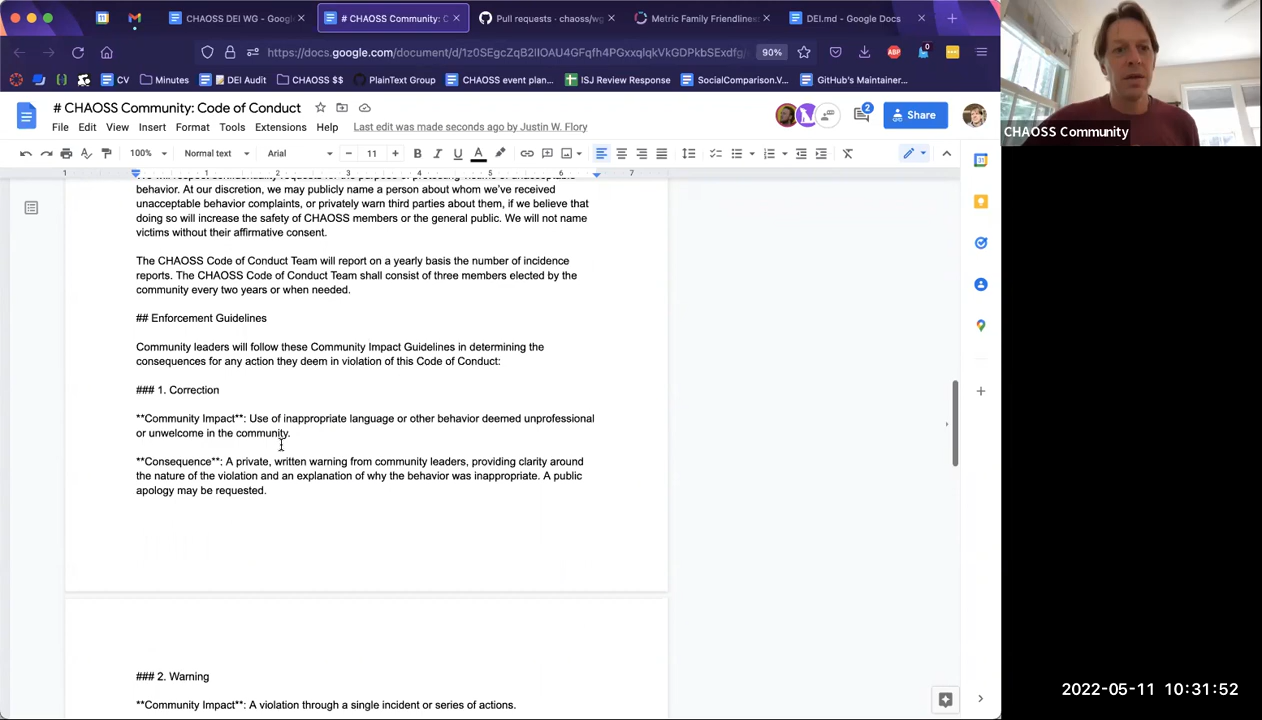 CHAOSS DEI WG - Googl
# CHAOSS Community: C
Pull requests · chaoss/wg
Metric Family Friendlines
DEI.md - Google Docs
90%
CV
Minutes
DEI Audit
CHAOSS $$
PlainText Group
CHAOSS event plan...
ISJ Review Response
SocialComparison.V...
GitHub's Maintainer...
# CHAOSS Community: Code of Conduct
2
Share
File Edit View Insert Format Tools Extensions Help Last edit was made seconds ago by Justin W. Flory
100% Normal text Arial 11
1 1 2 3 4 5 6 7
behavior. At our discretion, we may publicly name a person about whom we've received
unacceptable behavior complaints, or privately warn third parties about them, if we believe that
doing so will increase the safety of CHAOSS members or the general public. We will not name
victims without their affirmative consent.
The CHAOSS Code of Conduct Team will report on a yearly basis the number of incidence
reports. The CHAOSS Code of Conduct Team shall consist of three members elected by the
community every two years or when needed.
## Enforcement Guidelines
Community leaders will follow these Community Impact Guidelines in determining the
consequences for any action they deem in violation of this Code of Conduct:
### 1. Correction
**Community Impact**: Use of inappropriate language or other behavior deemed unprofessional
or unwelcome in the community.
**Consequence**: A private, written warning from community leaders, providing clarity around
the nature of the violation and an explanation of why the behavior was inappropriate. A public
apology may be requested.
### 2. Warning
**Community Impact**: A violation through a single incident or series of actions.
CHAOSS Community
2022-05-11 10:31:52